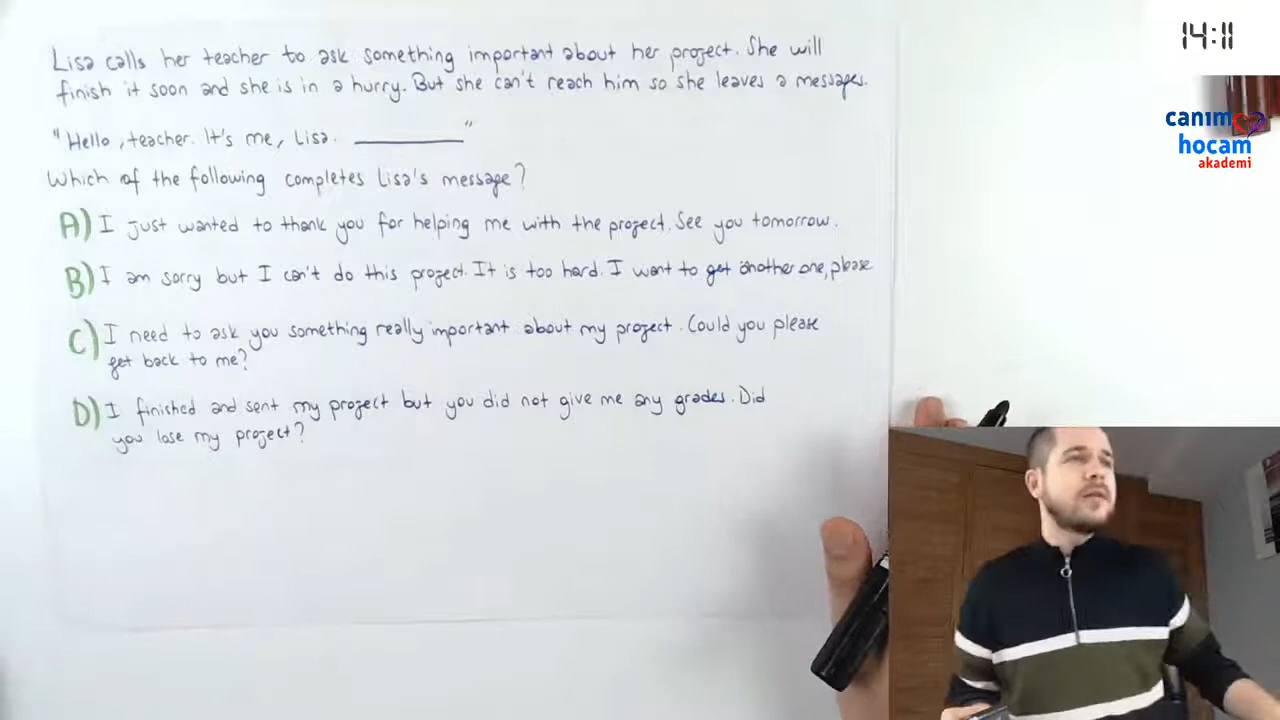 Lisa calls her teacher to ask something important about her project. She will
finish it soon and she is in a hurry. But she can't reach him so she leaves a messages.
"Hello, teacher. It's me, Lisa. ________"
Which of the following completes Lisa's message?
A) I just wanted to thank you for helping me with the project. See you tomorrow.
B) I am sorry but I can't do this project. It is too hard. I want to get another one, please
C) I need to ask you something really important about my project. Could you please
get back to me?
D) I finished and sent my project but you did not give me any grades. Did
you lose my project?
14:11
canım
hocam
akademi